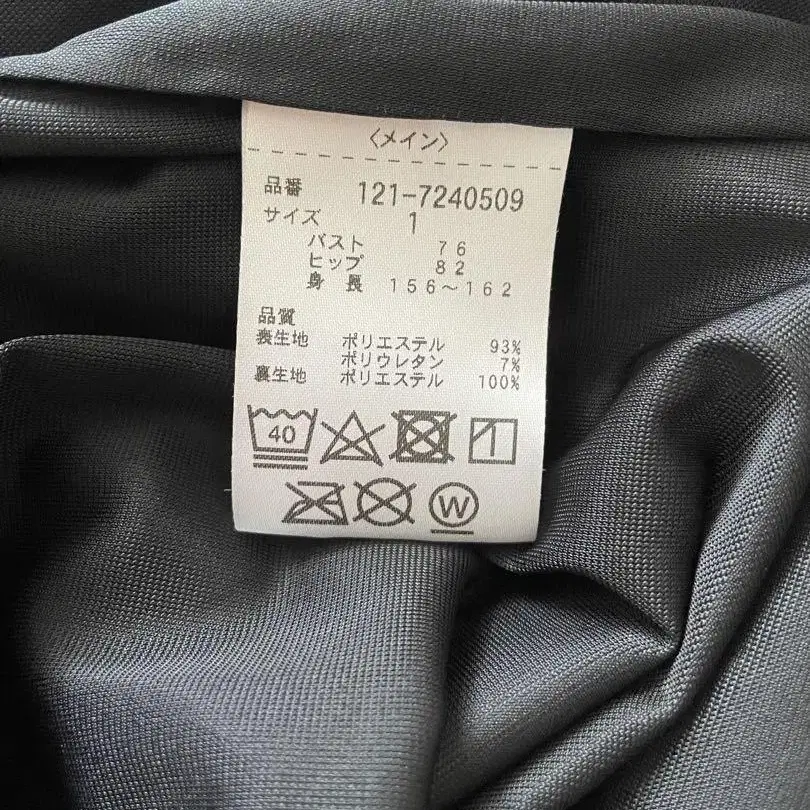 〈メイン〉
品番 121-7240509
サイズ 1
バスト 76
ヒップ 82
身長 156〜162
品質
表生地 ポリエステル 93%
ポリウレタン 7%
裏生地 ポリエステル 100%
40
W